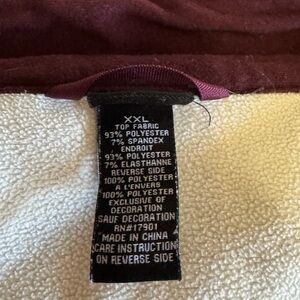 XXL
TOP FABRIC
93% POLYESTER
7% SPANDEX
ENDROIT
93% POLYESTER
7% ELASTHANNE
REVERSE SIDE
100% POLYESTER
A L'ENVERS
100% POLYESTER
EXCLUSIVE OF
DECORATION
SAUF DECORATION
RN#17901
MADE IN CHINA
CARE INSTRUCTION
ON REVERSE SIDE